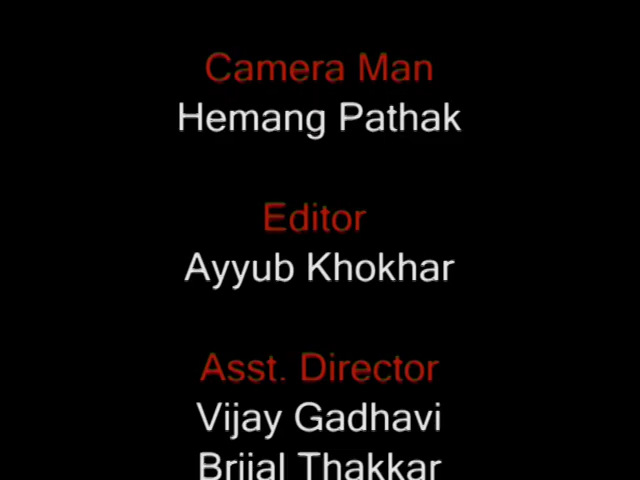 Camera Man
Hemang Pathak
Editor
Ayyub Khokhar
Asst. Director
Vijay Gadhavi
Brijal Thakkar